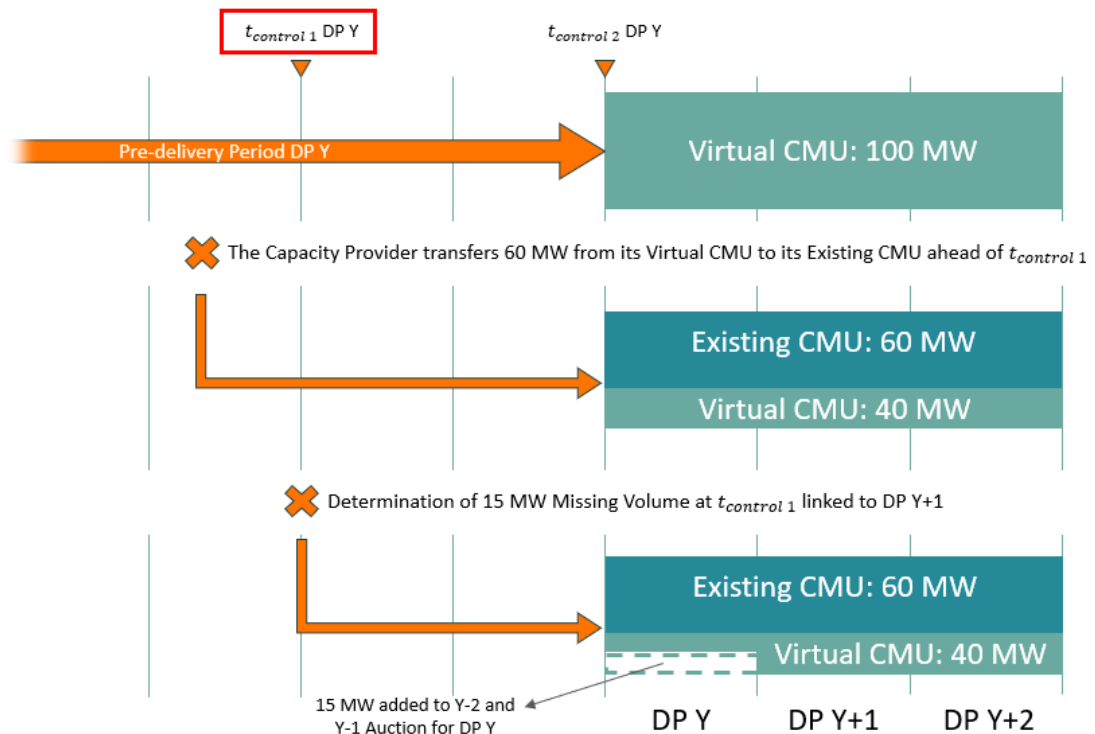 t_control 1 DP Y
t_control 2 DP Y
Pre-delivery Period DP Y
Virtual CMU: 100 MW
The Capacity Provider transfers 60 MW from its Virtual CMU to its Existing CMU ahead of t_control 1
Existing CMU: 60 MW
Virtual CMU: 40 MW
Determination of 15 MW Missing Volume at t_control 1 linked to DP Y+1
Existing CMU: 60 MW
Virtual CMU: 40 MW
15 MW added to Y-2 and
Y-1 Auction for DP Y
DP Y
DP Y+1
DP Y+2